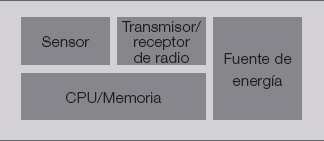 Sensor
Transmisor/
receptor
de radio
Fuente de
energía
CPU/Memoria